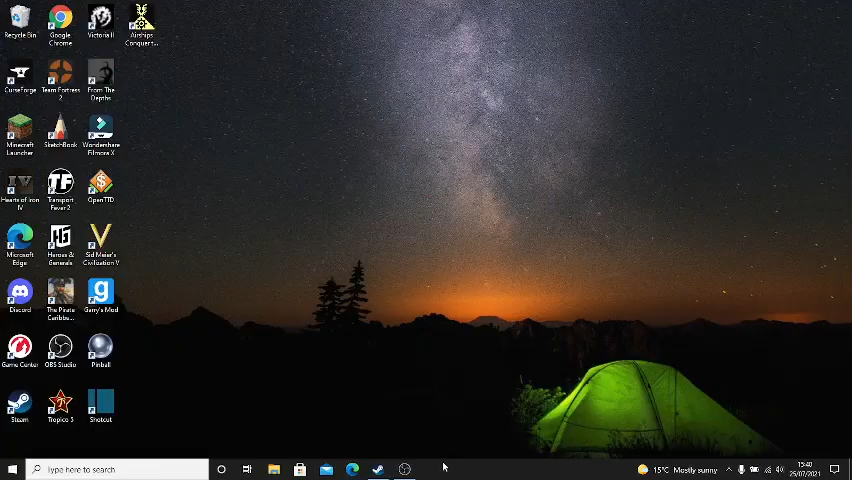 Recycle Bin
Google
Chrome
Victoria II
Airships
Conquer t...
Curseforge
Team Fortress
2
From The
Depths
Minecraft
Launcher
SketchBook
Wondershare
Filmora X
Hearts of Iron
IV
Transport
Fever 2
OpenTTD
Microsoft
Edge
Heroes &
Generals
Sid Meier's
Civilization V
Discord
The Pirate
Caribbe...
Garry's Mod
Game Center
OBS Studio
Pinball
Steam
Tropico 5
Shotcut
Type here to search
15°C Mostly sunny
15:40
25/07/2021